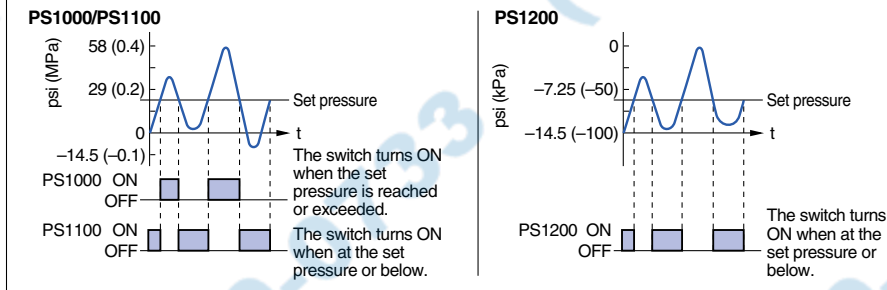 PS1000/PS1100
psi (MPa)
58 (0.4)
29 (0.2)
0
–14.5 (–0.1)
Set pressure
t
PS1000 ON
OFF
The switch turns ON
when the set
pressure is reached
or exceeded.
PS1100 ON
OFF
The switch turns ON
when at the set
pressure or below.
PS1200
psi (kPa)
0
–7.25 (–50)
–14.5 (–100)
Set pressure
t
PS1200 ON
OFF
The switch turns
ON when at the
set pressure or
below.